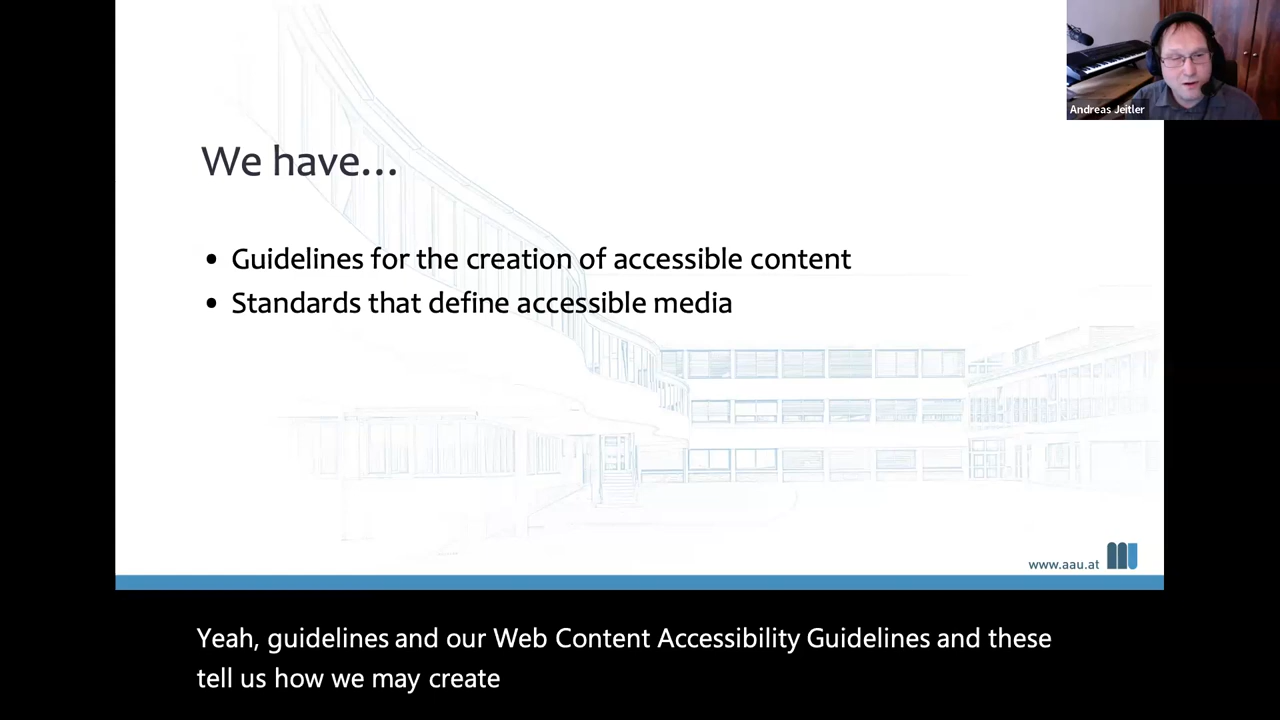 Andreas Jeitler
We have...
• Guidelines for the creation of accessible content
• Standards that define accessible media
www.aau.at
Yeah, guidelines and our Web Content Accessibility Guidelines and these
tell us how we may create